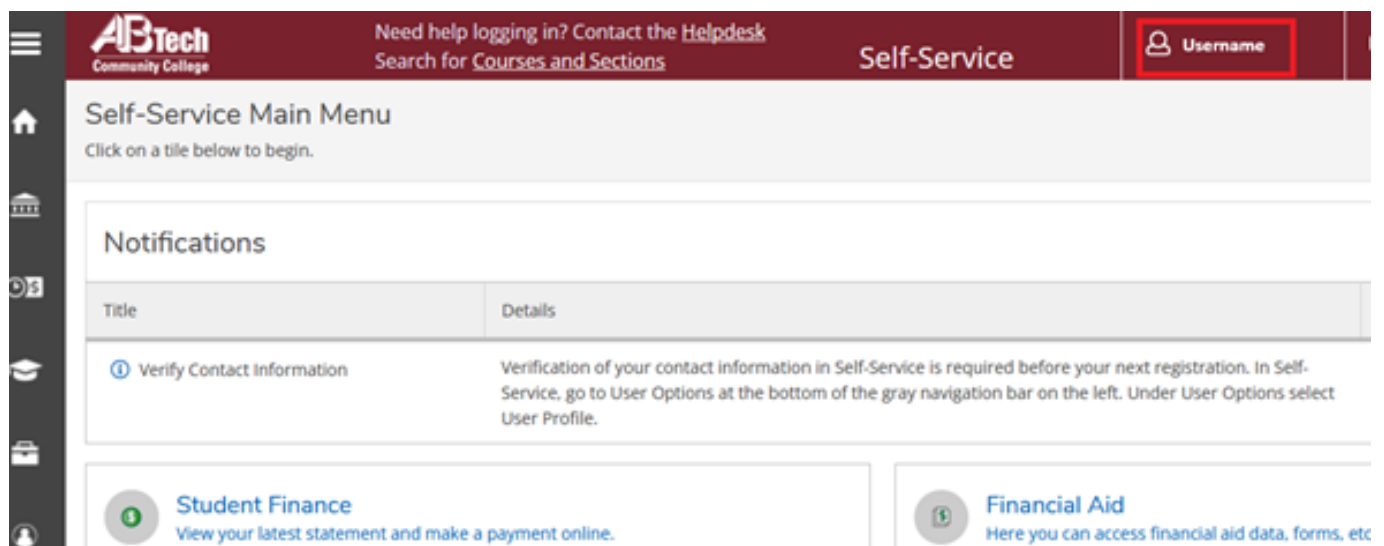 ABTech
Community College
Need help logging in? Contact the Helpdesk
Search for Courses and Sections
Self-Service
Username
Self-Service Main Menu
Click on a tile below to begin.
Notifications
Title
Details
Verify Contact Information
Verification of your contact information in Self-Service is required before your next registration. In Self-
Service, go to User Options at the bottom of the gray navigation bar on the left. Under User Options select
User Profile.
Student Finance
View your latest statement and make a payment online.
Financial Aid
Here you can access financial aid data, forms, etc